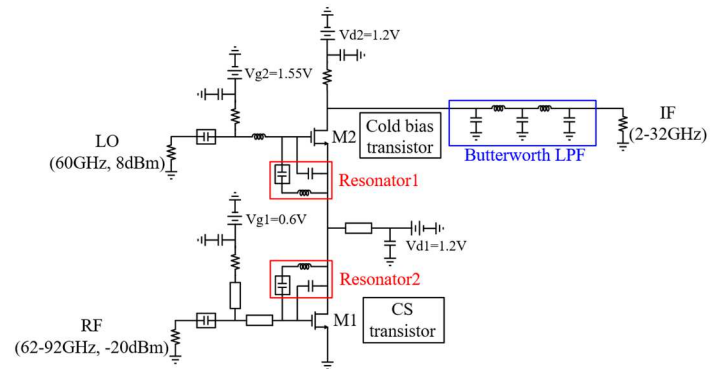 Vd2=1.2V
Vg2=1.55V
LO
(60GHz, 8dBm)
M2
Cold bias
transistor
Butterworth LPF
IF
(2-32GHz)
Resonator1
Vg1=0.6V
Vd1=1.2V
Resonator2
RF
(62-92GHz, -20dBm)
M1
CS
transistor